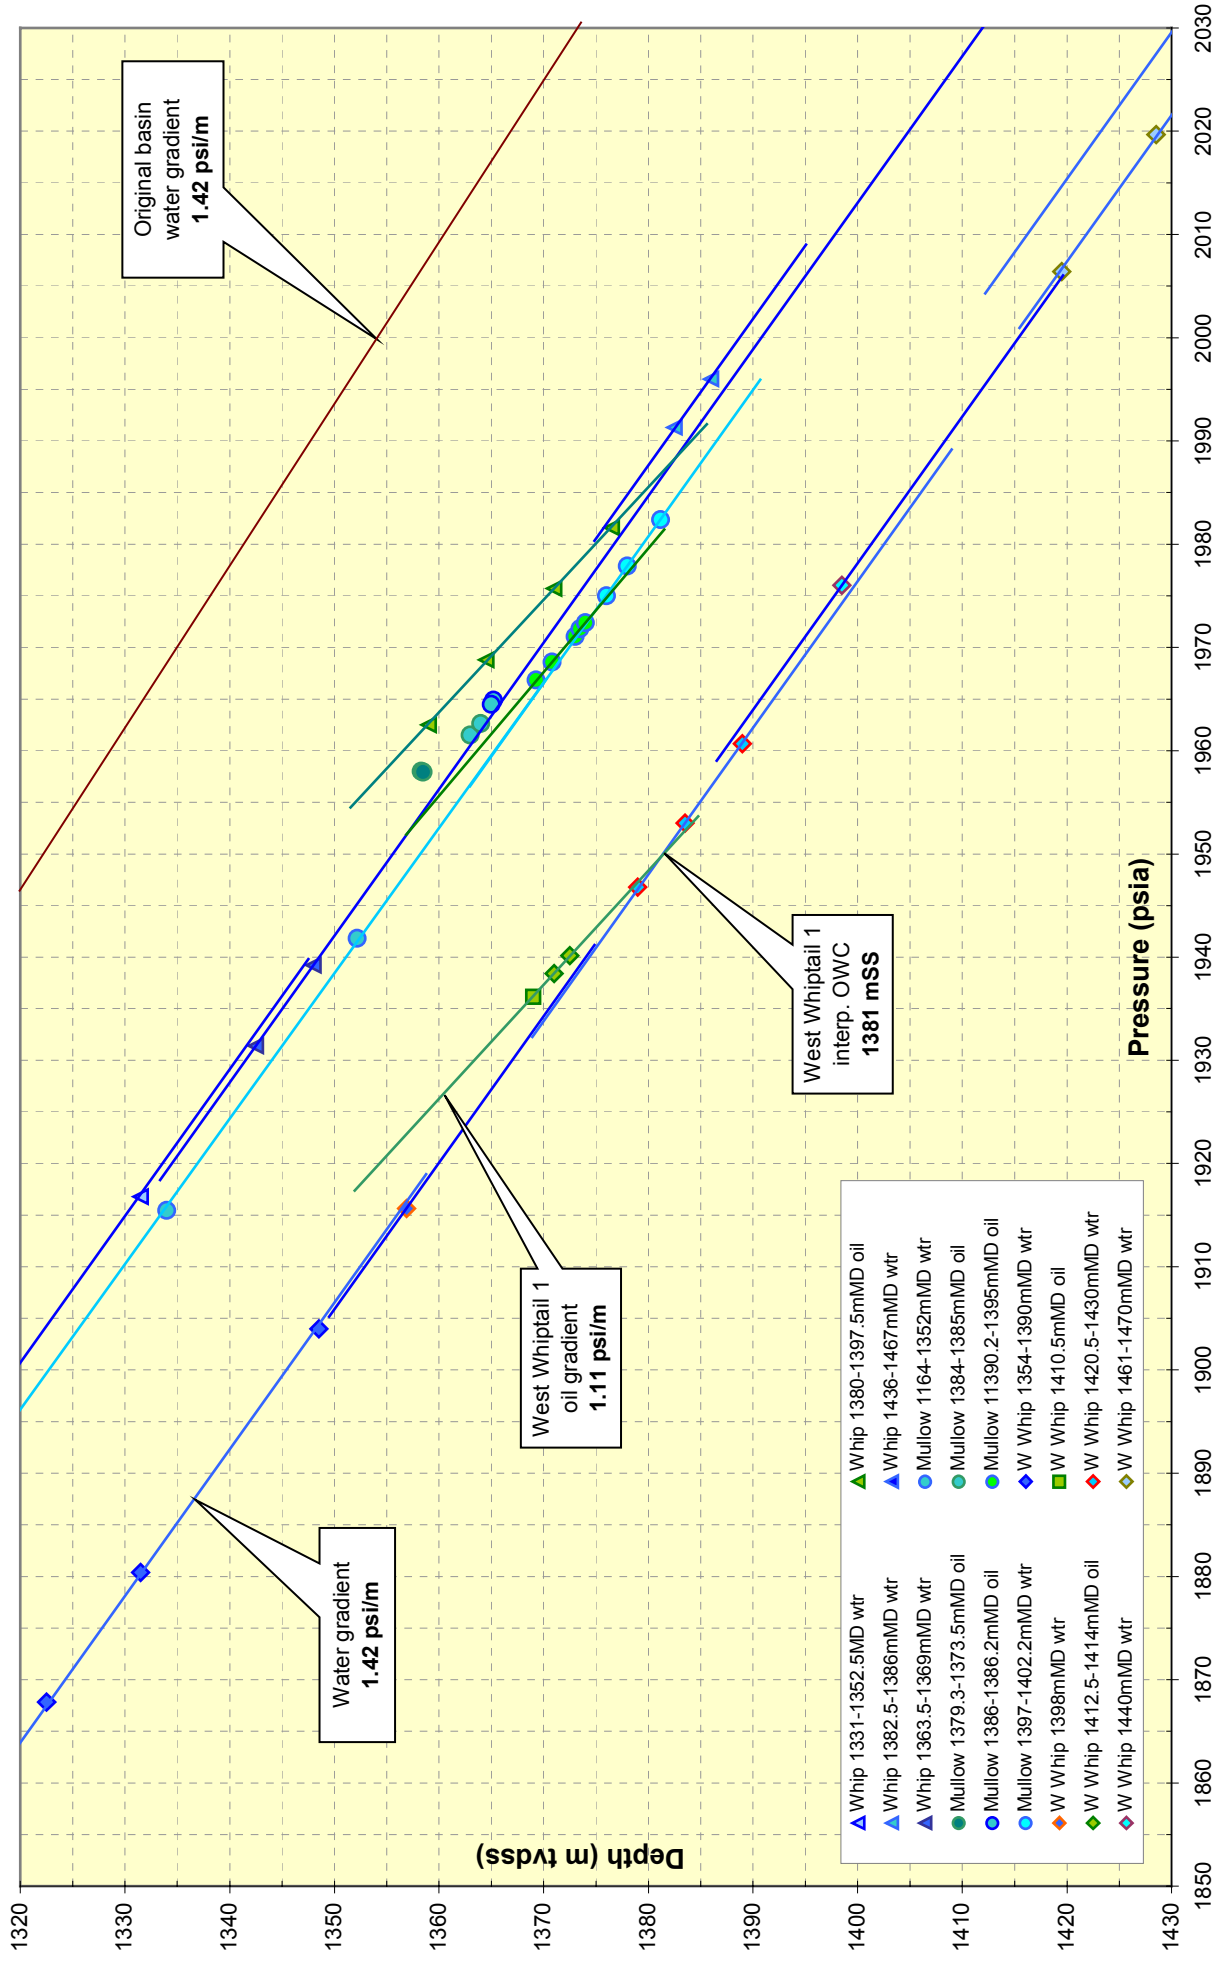 Original basin
water gradient
1.42 psi/m
Water gradient
1.42 psi/m
West Whiptail 1
oil gradient
1.11 psi/m
West Whiptail 1
interp. OWC
1381 mSS
Depth (m tvdss)
1320
1330
1340
1350
1360
1370
1380
1390
1400
1410
1420
1430
Pressure (psia)
1850
1860
1870
1880
1890
1900
1910
1920
1930
1940
1950
1960
1970
1980
1990
2000
2010
2020
2030
Whip 1331-1352.5MD wtr
Whip 1380-1397.5mMD oil
Whip 1382.5-1386mMD wtr
Whip 1436-1467mMD wtr
Whip 1363.5-1369mMD wtr
Mullow 1164-1352mMD wtr
Mullow 1379.3-1373.5mMD oil
Mullow 1384-1385mMD oil
Mullow 1386-1386.2mMD oil
Mullow 11390.2-1395mMD oil
Mullow 1397-1402.2mMD wtr
W Whip 1354-1390mMD wtr
W Whip 1398mMD wtr
W Whip 1410.5mMD oil
W Whip 1412.5-1414mMD oil
W Whip 1420.5-1430mMD wtr
W Whip 1440mMD wtr
W Whip 1461-1470mMD wtr